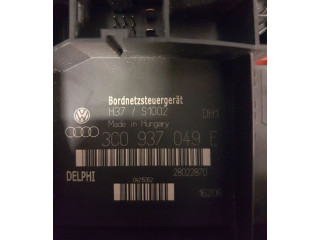 Bordnetzsteuergerät
H37 / S1002
Made in Hungary
3C0 937 049 E
DELPHI
28022870